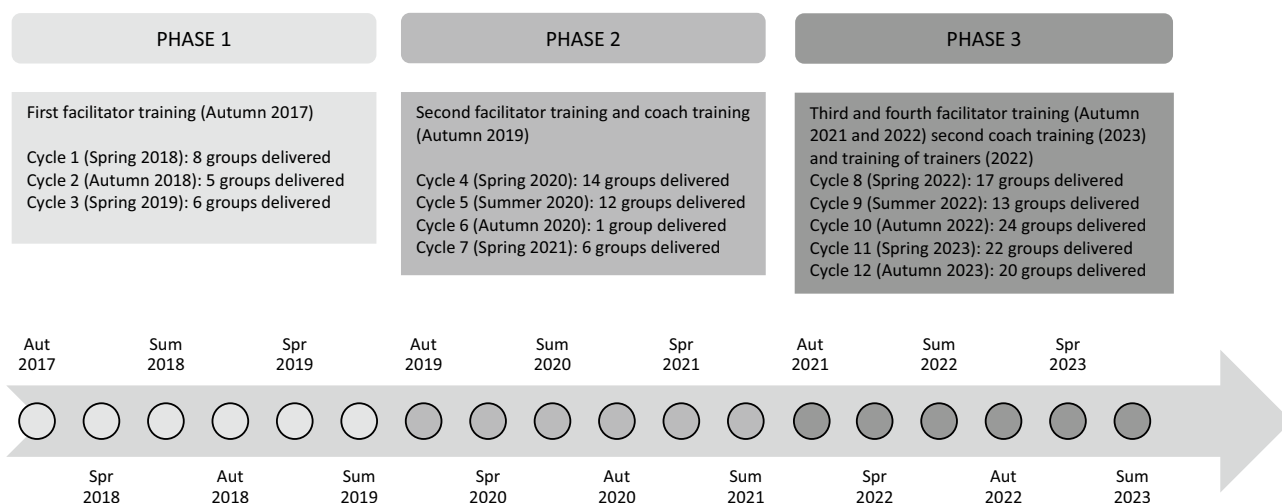 PHASE 1
PHASE 2
PHASE 3
First facilitator training (Autumn 2017)
Cycle 1 (Spring 2018): 8 groups delivered
Cycle 2 (Autumn 2018): 5 groups delivered
Cycle 3 (Spring 2019): 6 groups delivered
Second facilitator training and coach training
(Autumn 2019)
Cycle 4 (Spring 2020): 14 groups delivered
Cycle 5 (Summer 2020): 12 groups delivered
Cycle 6 (Autumn 2020): 1 group delivered
Cycle 7 (Spring 2021): 6 groups delivered
Third and fourth facilitator training (Autumn
2021 and 2022) second coach training (2023)
and training of trainers (2022)
Cycle 8 (Spring 2022): 17 groups delivered
Cycle 9 (Summer 2022): 13 groups delivered
Cycle 10 (Autumn 2022): 24 groups delivered
Cycle 11 (Spring 2023): 22 groups delivered
Cycle 12 (Autumn 2023): 20 groups delivered
Aut
2017
Sum
2018
Spr
2019
Aut
2019
Sum
2020
Spr
2021
Aut
2021
Sum
2022
Spr
2023
Spr
2018
Aut
2018
Sum
2019
Spr
2020
Aut
2020
Sum
2021
Spr
2022
Aut
2022
Sum
2023